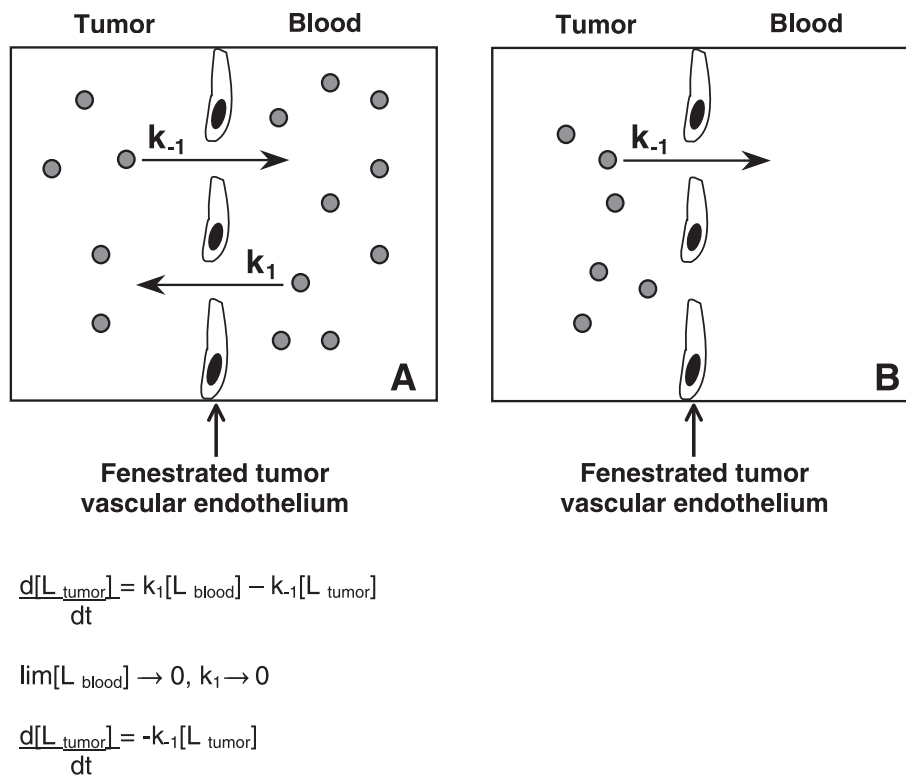 Tumor Blood
k-1
k1
A
Fenestrated tumor
vascular endothelium
Tumor Blood
k-1
B
Fenestrated tumor
vascular endothelium
d[L tumor] = k1[L blood] – k-1[L tumor]
dt
lim[L blood] → 0, k1 → 0
d[L tumor] = -k-1[L tumor]
dt